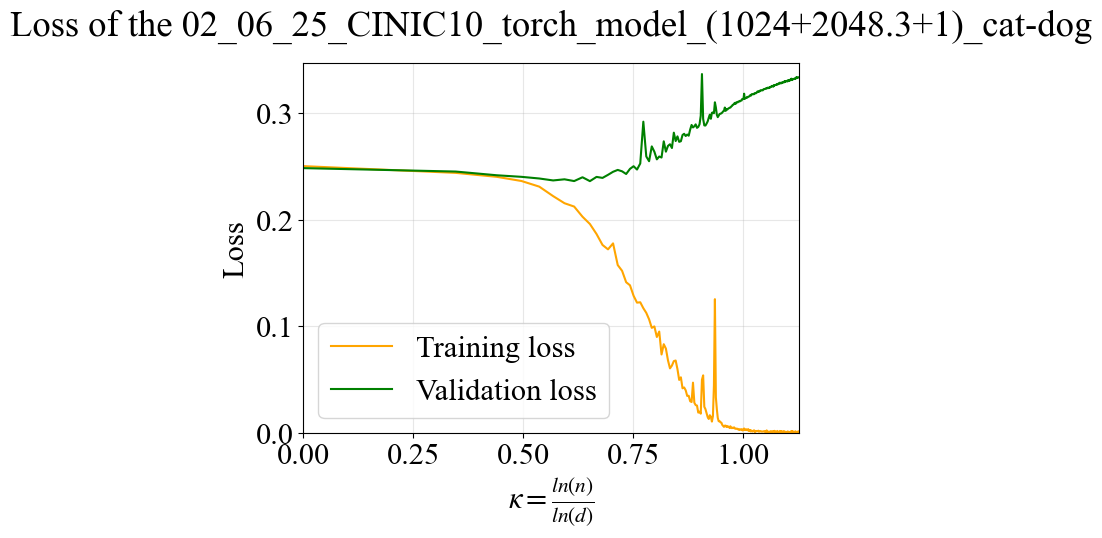 Loss of the 02_06_25_CINIC10_torch_model_(1024+2048.3+1)_cat-dog
0.3
0.2
0.1
0.0
Loss
Training loss
Validation loss
0.00 0.25 0.50 0.75 1.00
κ = ln(n)/ln(d)